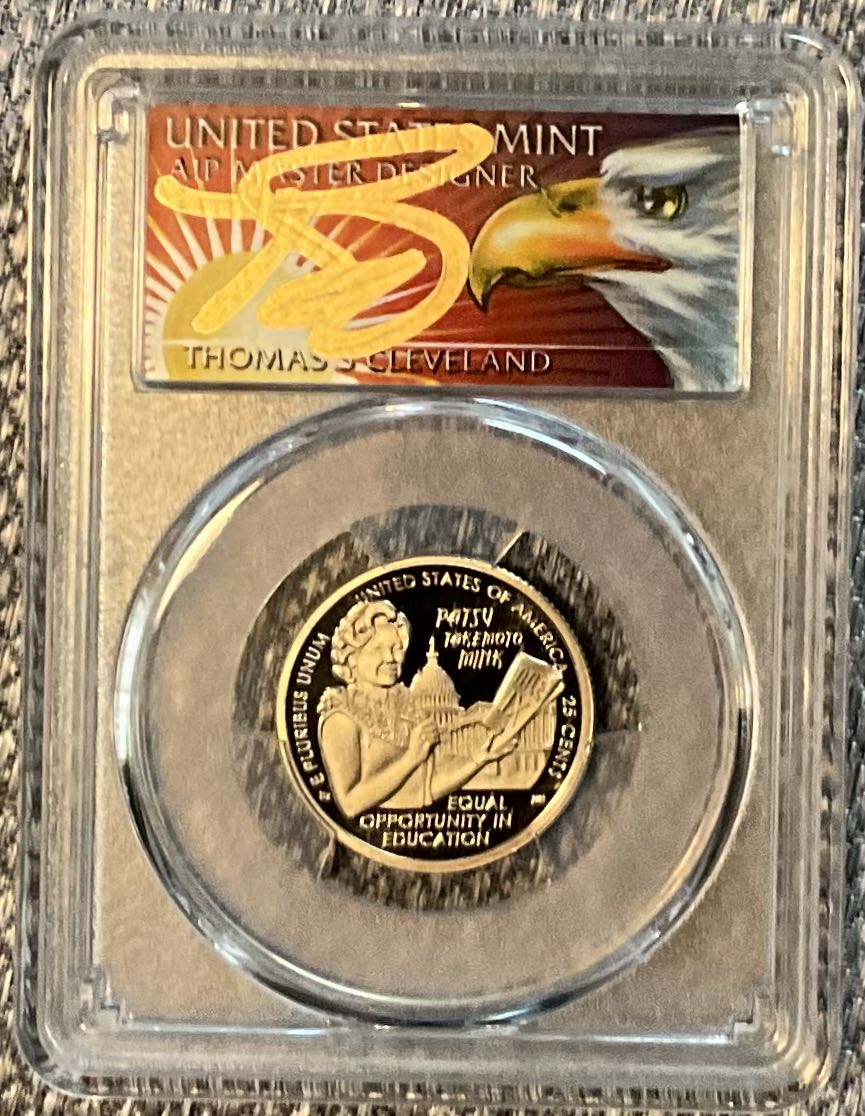 UNITED STATES MINT
AIP MASTER DESIGNER
THOMAS S CLEVELAND
UNITED STATES OF AMERICA
PATSY
TAKEMOTO
MINK
E PLURIBUS UNUM
25 CENTS
EQUAL
OPPORTUNITY IN
EDUCATION